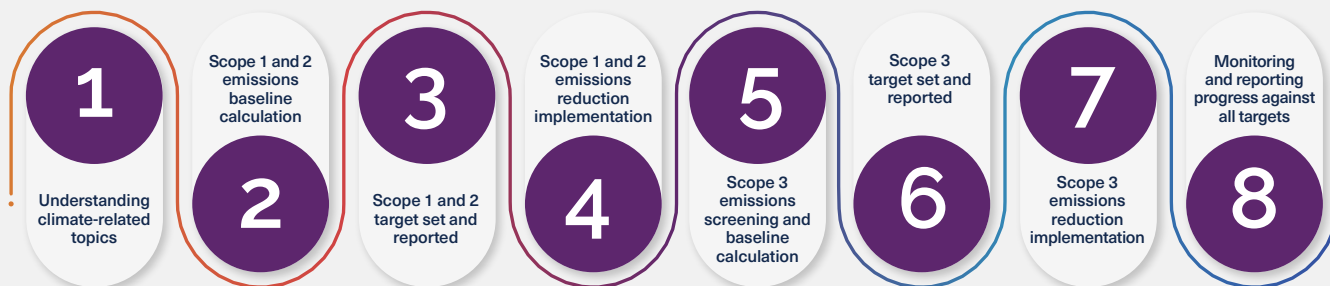 1
Understanding
climate-related
topics
Scope 1 and 2
emissions
baseline
calculation
2
3
Scope 1 and 2
target set and
reported
Scope 1 and 2
emissions
reduction
implementation
4
5
Scope 3
emissions
screening and
baseline
calculation
Scope 3
target set and
reported
6
7
Scope 3
emissions
reduction
implementation
Monitoring
and reporting
progress against
all targets
8